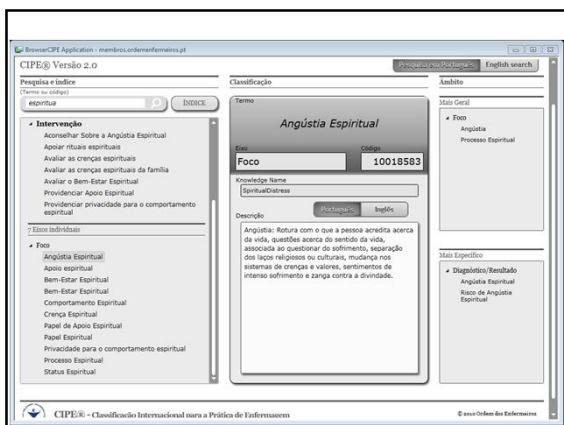 BrowserCIPE Application - membros.ordemenfermeiros.pt
CIPE® Versão 2.0
Pesquisa em Português
English search
Pesquisa e índice
(Termo ou código)
espiritua
ÍNDICE
Intervenção
Aconselhar Sobre a Angústia Espiritual
Apoiar rituais espirituais
Avaliar as crenças espirituais
Avaliar as crenças espirituais da família
Avaliar o Bem-Estar Espiritual
Providenciar Apoio Espiritual
Providenciar privacidade para o comportamento
espiritual
7 Eixos individuais
Foco
Angústia Espiritual
Apoio espiritual
Bem-Estar Espiritual
Bem-Estar Espiritual
Comportamento Espiritual
Crença Espiritual
Papel de Apoio Espiritual
Papel Espiritual
Privacidade para o comportamento espiritual
Processo Espiritual
Status Espiritual
Classificação
Termo
Angústia Espiritual
Eixo
Código
Foco
10018583
Knowledge Name
SpiritualDistress
Português
Inglês
Descrição
Angústia: Rotura com o que a pessoa acredita acerca
da vida, questões acerca do sentido da vida,
associada ao questionar do sofrimento, separação
dos laços religiosos ou culturais, mudança nos
sistemas de crenças e valores, sentimentos de
intenso sofrimento e zanga contra a divindade.
Âmbito
Mais Geral
Foco
Angústia
Processo Espiritual
Mais Específico
Diagnóstico/Resultado
Angústia Espiritual
Risco de Angústia
Espiritual
CIPE® - Classificação Internacional para a Prática de Enfermagem
© 2010 Ordem dos Enfermeiros